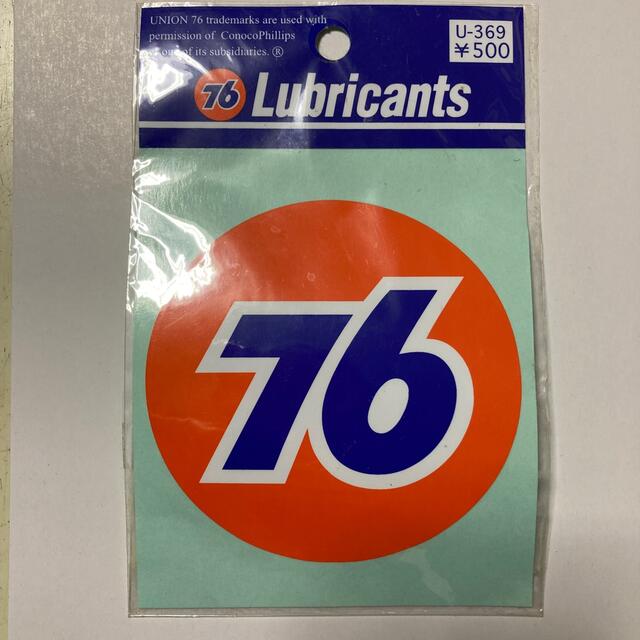 UNION 76 trademarks are used with
permission of ConocoPhillips
of its subsidiaries. ®
U-369
¥500
76 Lubricants
76